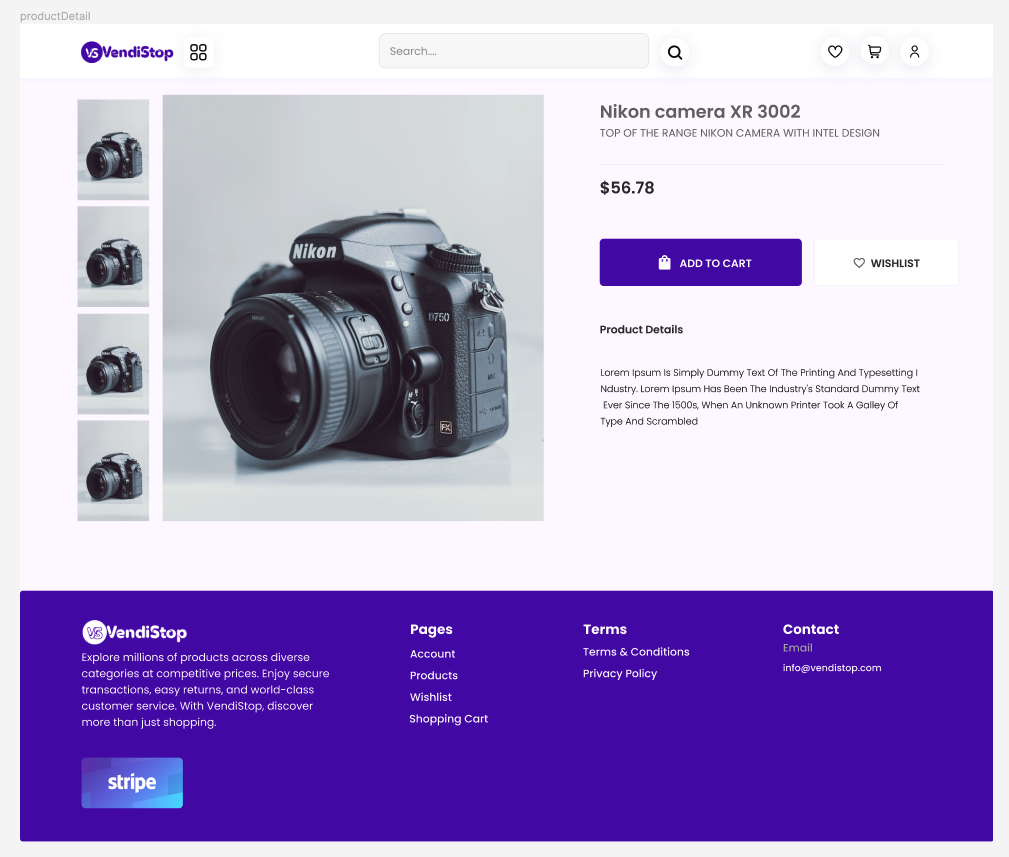 productDetail
VS VendiStop
Search....
Nikon camera XR 3002
TOP OF THE RANGE NIKON CAMERA WITH INTEL DESIGN
$56.78
ADD TO CART
WISHLIST
Nikon
D750
FX
Product Details
Lorem Ipsum Is Simply Dummy Text Of The Printing And Typesetting I
Ndustry. Lorem Ipsum Has Been The Industry's Standard Dummy Text
Ever Since The 1500s, When An Unknown Printer Took A Galley Of
Type And Scrambled
VS VendiStop
Explore millions of products across diverse
categories at competitive prices. Enjoy secure
transactions, easy returns, and world-class
customer service. With VendiStop, discover
more than just shopping.
stripe
Pages
Account
Products
Wishlist
Shopping Cart
Terms
Terms & Conditions
Privacy Policy
Contact
Email
info@vendistop.com